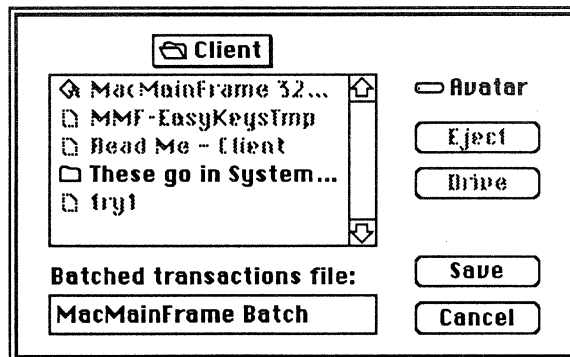 Client
MacMainFrame 32...
MMF-EasyKeysTmp
Read Me - Client
These go in System...
try1
Avatar
Eject
Drive
Batched transactions file:
MacMainFrame Batch
Save
Cancel